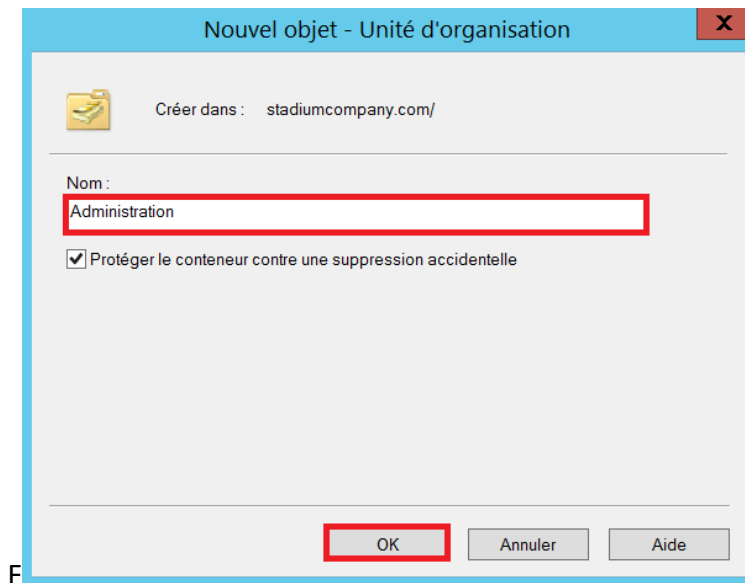 Nouvel objet - Unité d'organisation
X
Créer dans : stadiumcompany.com/
Nom :
Administration
Protéger le conteneur contre une suppression accidentelle
OK Annuler Aide
F